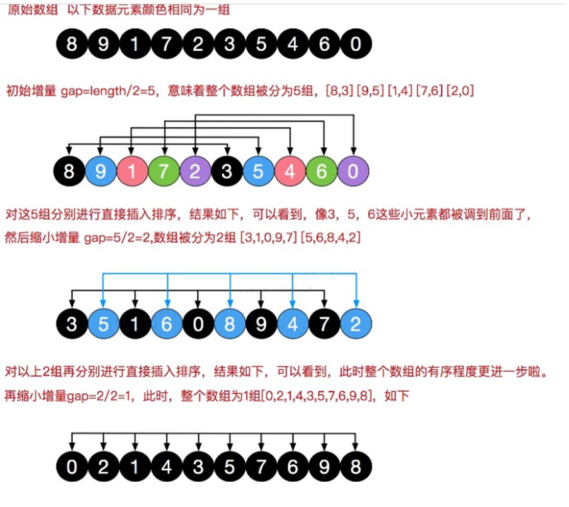 原始数组 以下数据元素颜色相同为一组
8 9 1 7 2 3 5 4 6 0
初始增量 gap=length/2=5，意味着整个数组被分为5组，[8,3][9,5][1,4][7,6][2,0]
8 9 1 7 2 3 5 4 6 0
对这5组分别进行直接插入排序，结果如下，可以看到，像3，5，6这些小元素都被调到前面了，
然后缩小增量 gap=5/2=2,数组被分为2组 [3,1,0,9,7][5,6,8,4,2]
3 5 1 6 0 8 9 4 7 2
对以上2组再分别进行直接插入排序，结果如下，可以看到，此时整个数组的有序程度更进一步啦。
再缩小增量gap=2/2=1，此时，整个数组为1组[0,2,1,4,3,5,7,6,9,8]，如下
0 2 1 4 3 5 7 6 9 8